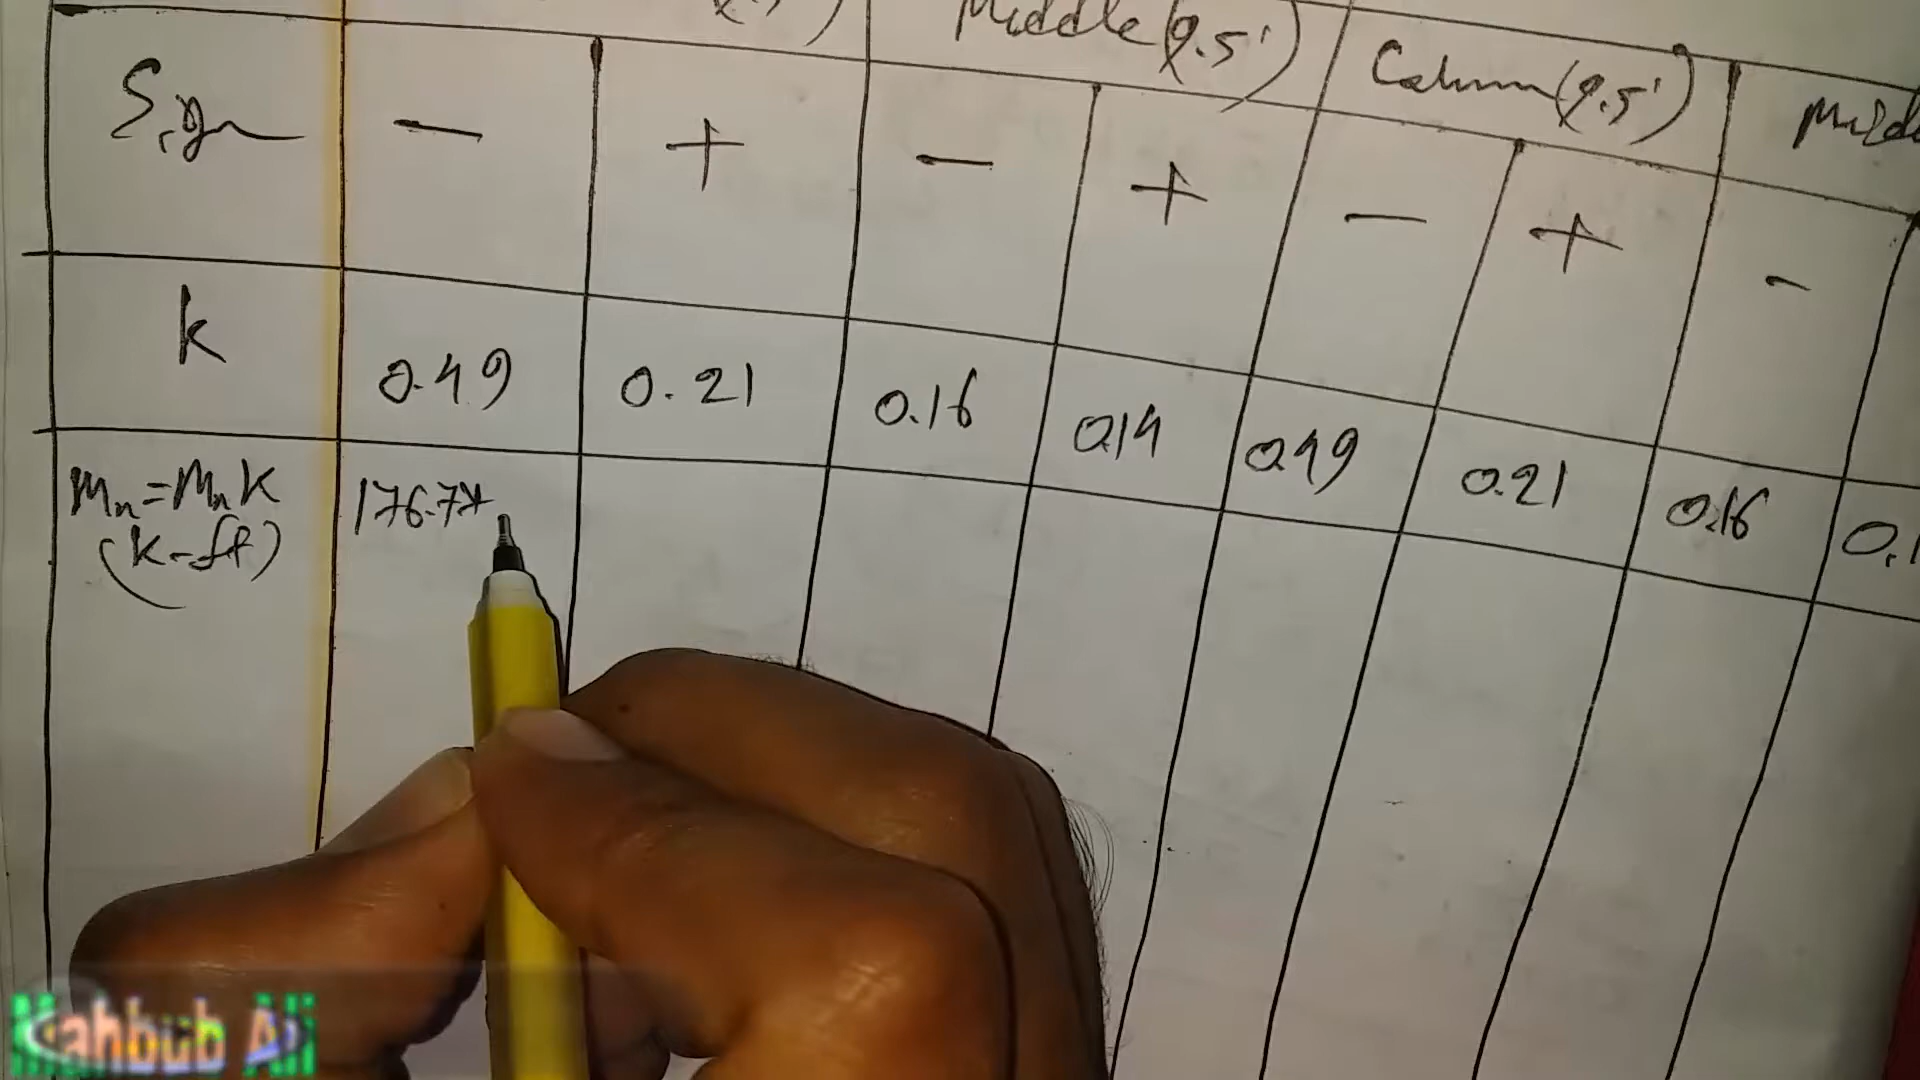 Middle (9.5')
Column (9.5')
Sign - + - + - + -
k 0.49 0.21 0.16 0.14 0.49 0.21 0.16
Mn=MnK 176.77
(k-ft)
Mahbub Ali